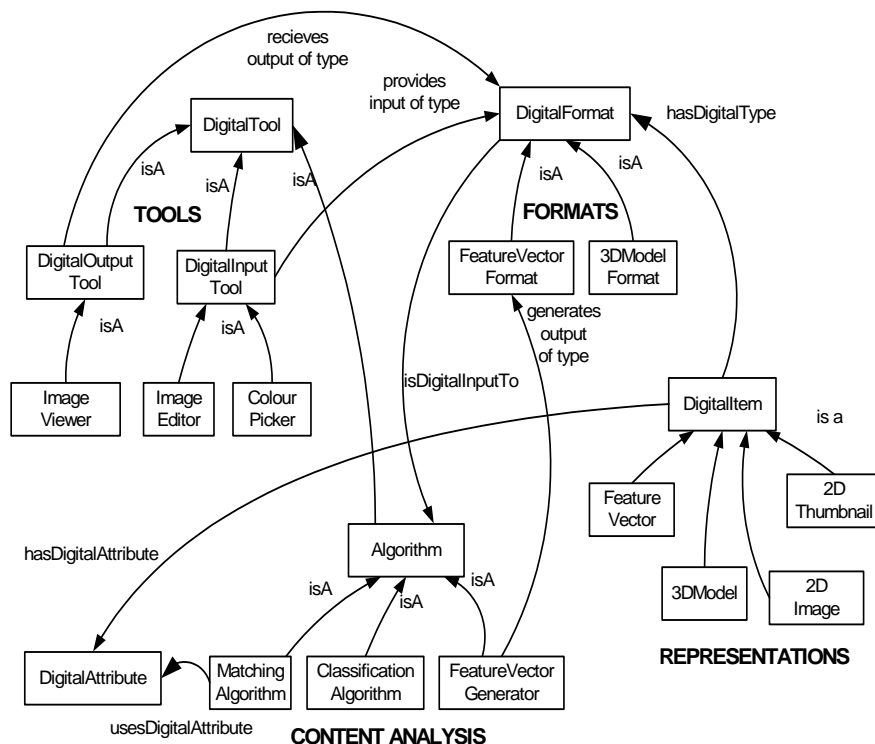 recieves
output of type
provides
input of type
DigitalTool
DigitalFormat
hasDigitalType
isA
isA
isA
isA
isA
TOOLS
FORMATS
DigitalOutput
Tool
DigitalInput
Tool
FeatureVector
Format
3DModel
Format
isA
isA
generates
output
of type
Image
Viewer
Image
Editor
Colour
Picker
isDigitalInputTo
DigitalItem
is a
Feature
Vector
2D
Thumbnail
hasDigitalAttribute
Algorithm
3DModel
2D
Image
isA
isA
isA
DigitalAttribute
Matching
Algorithm
Classification
Algorithm
FeatureVector
Generator
REPRESENTATIONS
usesDigitalAttribute
CONTENT ANALYSIS